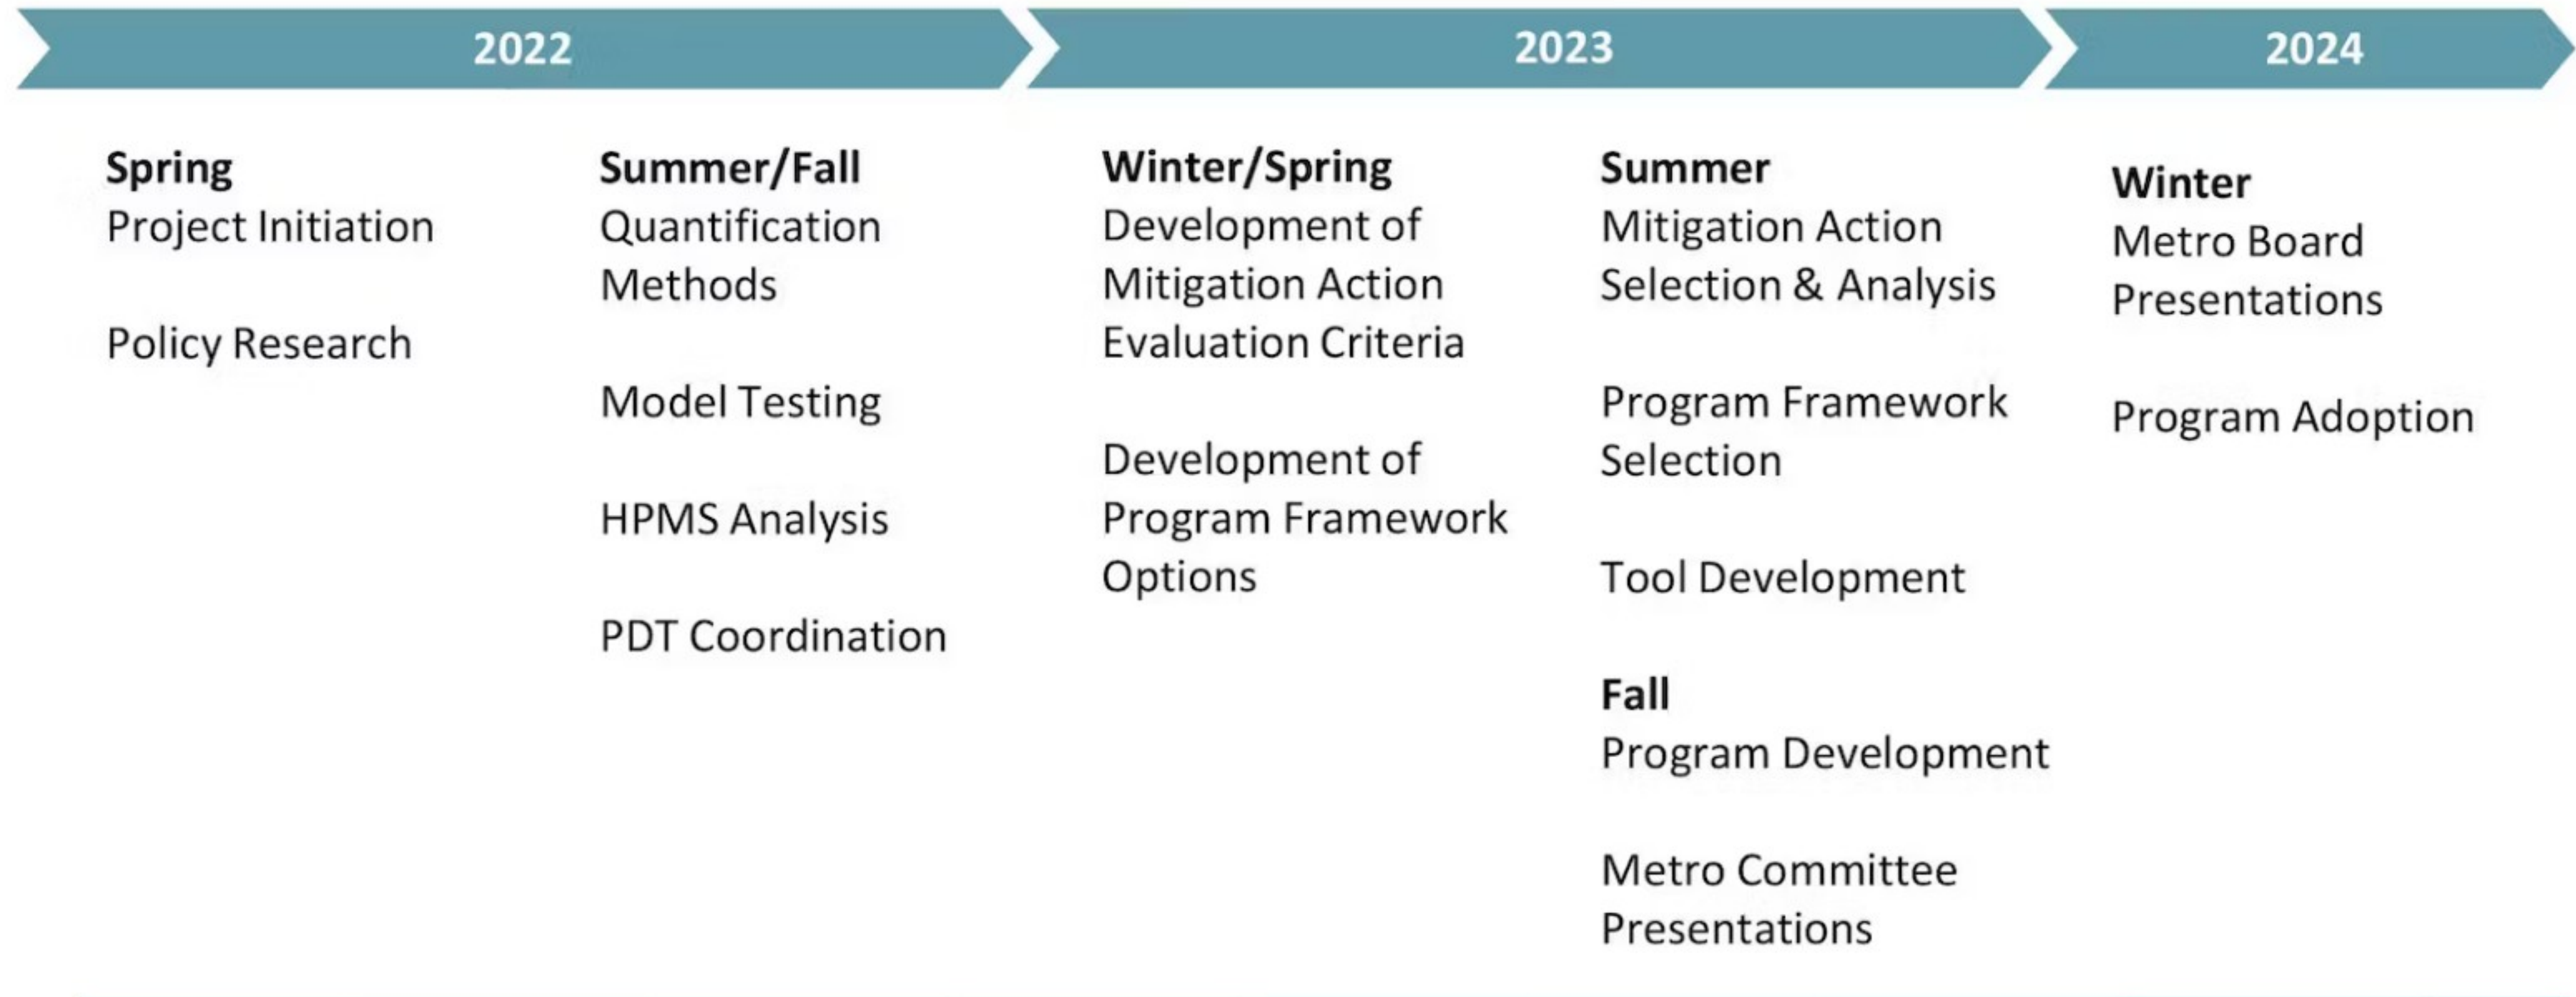 2022
2023
2024
Spring
Project Initiation
Policy Research
Summer/Fall
Quantification
Methods
Model Testing
HPMS Analysis
PDT Coordination
Winter/Spring
Development of
Mitigation Action
Evaluation Criteria
Development of
Program Framework
Options
Summer
Mitigation Action
Selection & Analysis
Program Framework
Selection
Tool Development
Fall
Program Development
Metro Committee
Presentations
Winter
Metro Board
Presentations
Program Adoption